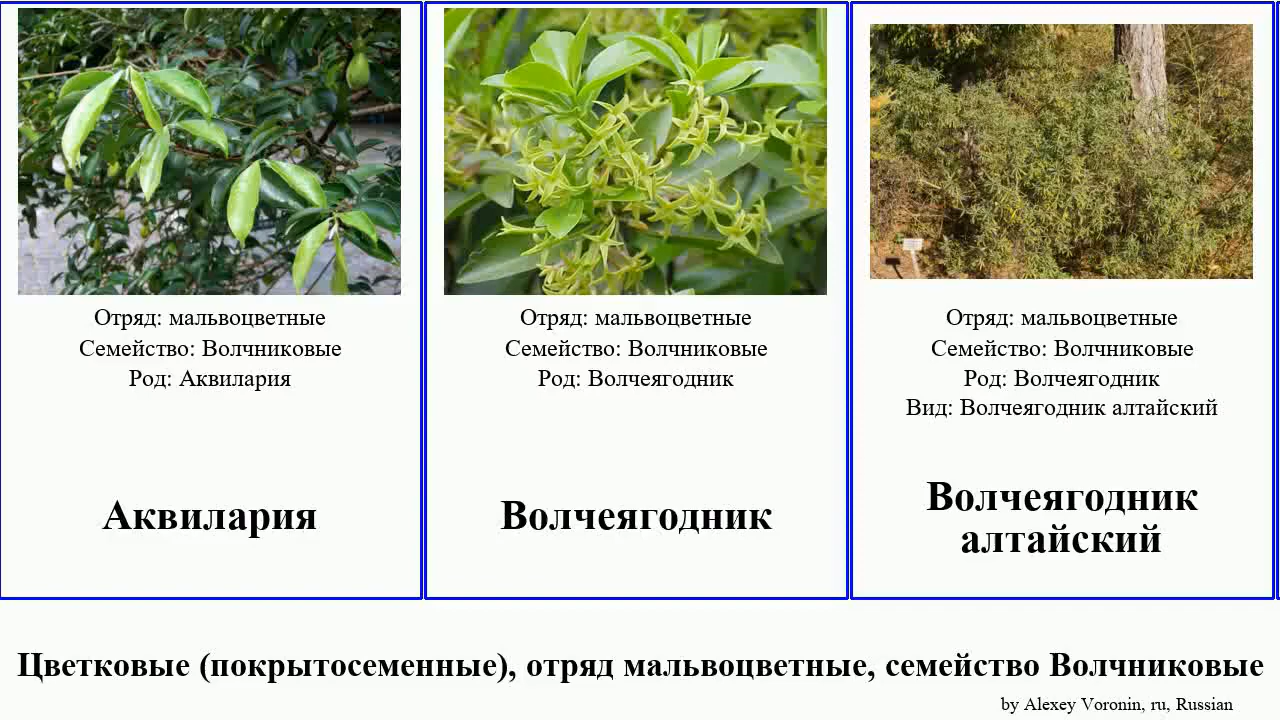 Отряд: мальвоцветные
Семейство: Волчниковые
Род: Аквилария
Аквилария
Отряд: мальвоцветные
Семейство: Волчниковые
Род: Волчеягодник
Волчеягодник
Отряд: мальвоцветные
Семейство: Волчниковые
Род: Волчеягодник
Вид: Волчеягодник алтайский
Волчеягодник
алтайский
Цветковые (покрытосеменные), отряд мальвоцветные, семейство Волчниковые
by Alexey Voronin, ru, Russian